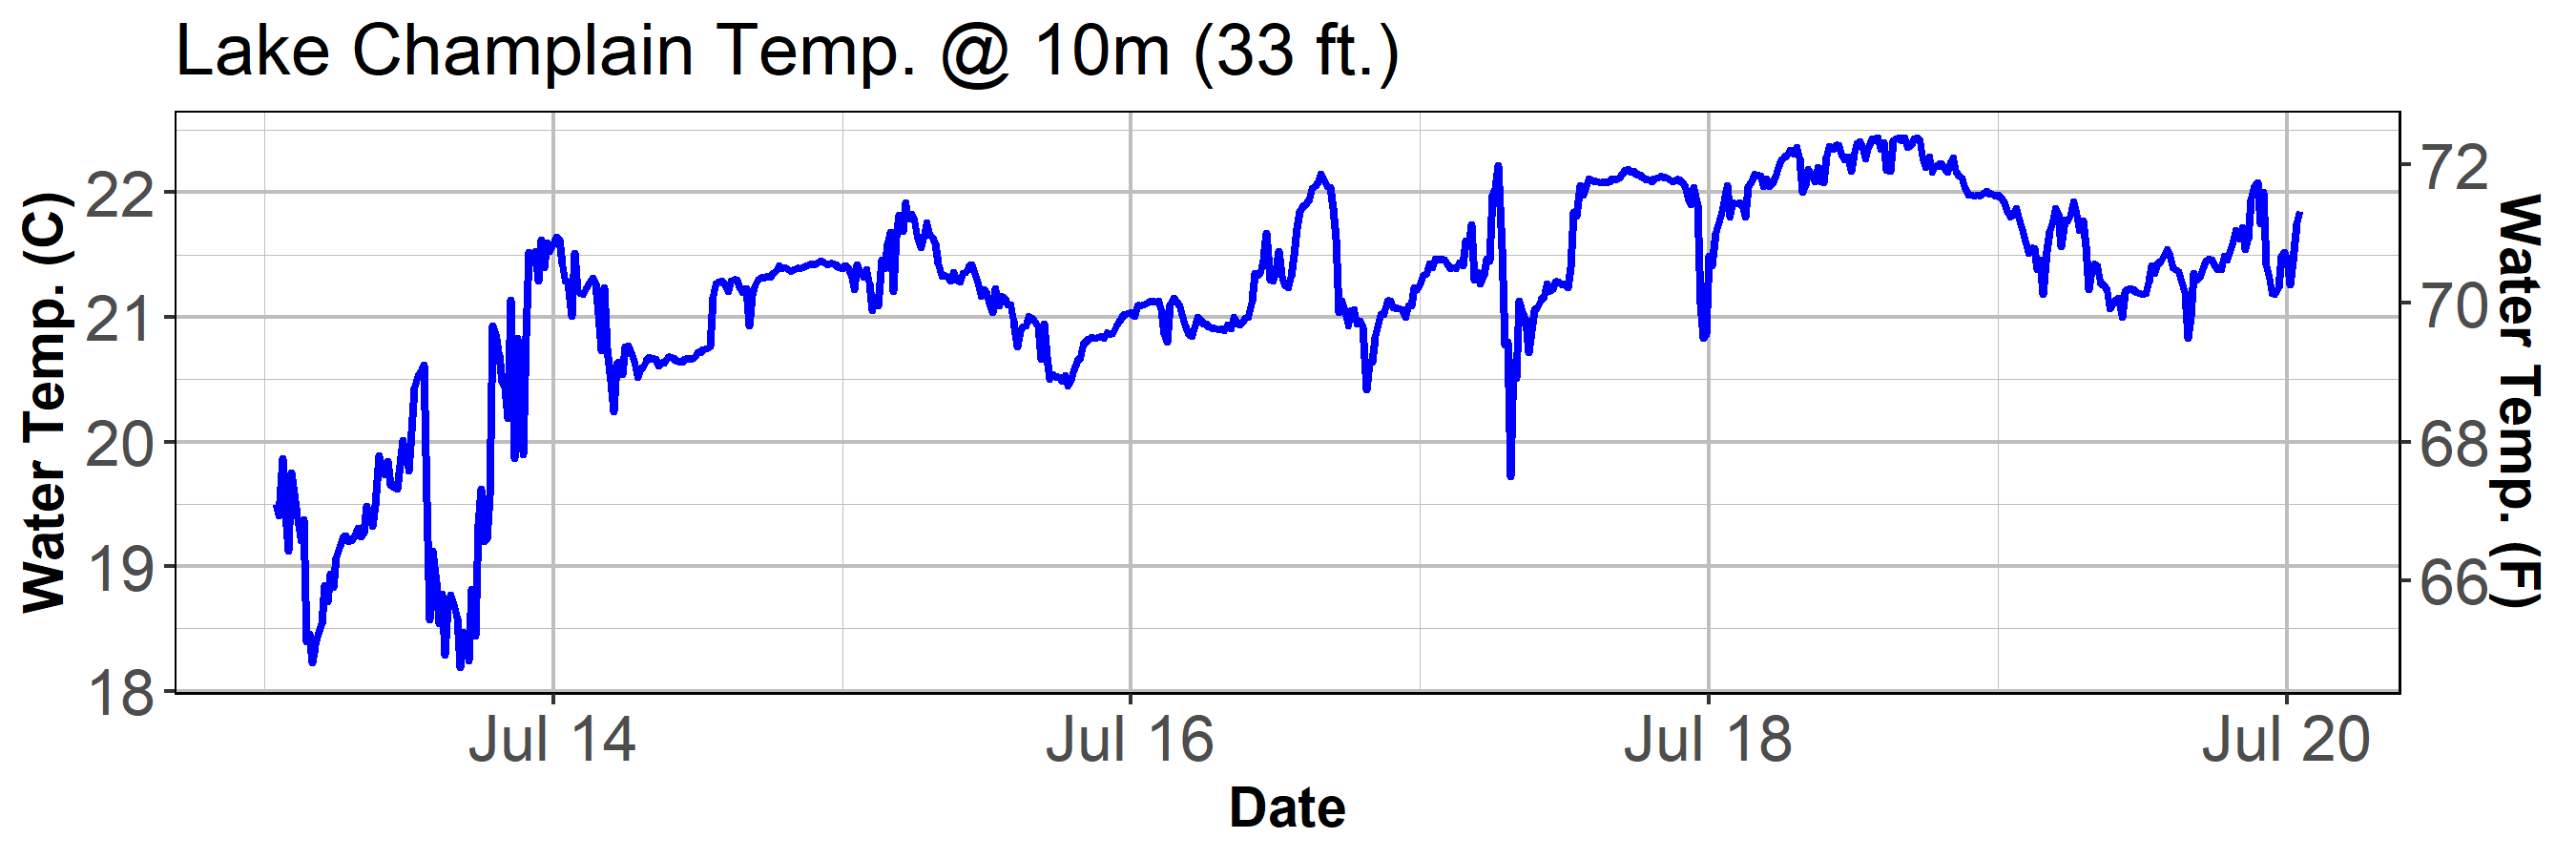 Lake Champlain Temp. @ 10m (33 ft.)
Water Temp. (C)
22
21
20
19
18
72
70
68
66
Water Temp. (F)
Jul 14 Jul 16 Jul 18 Jul 20
Date